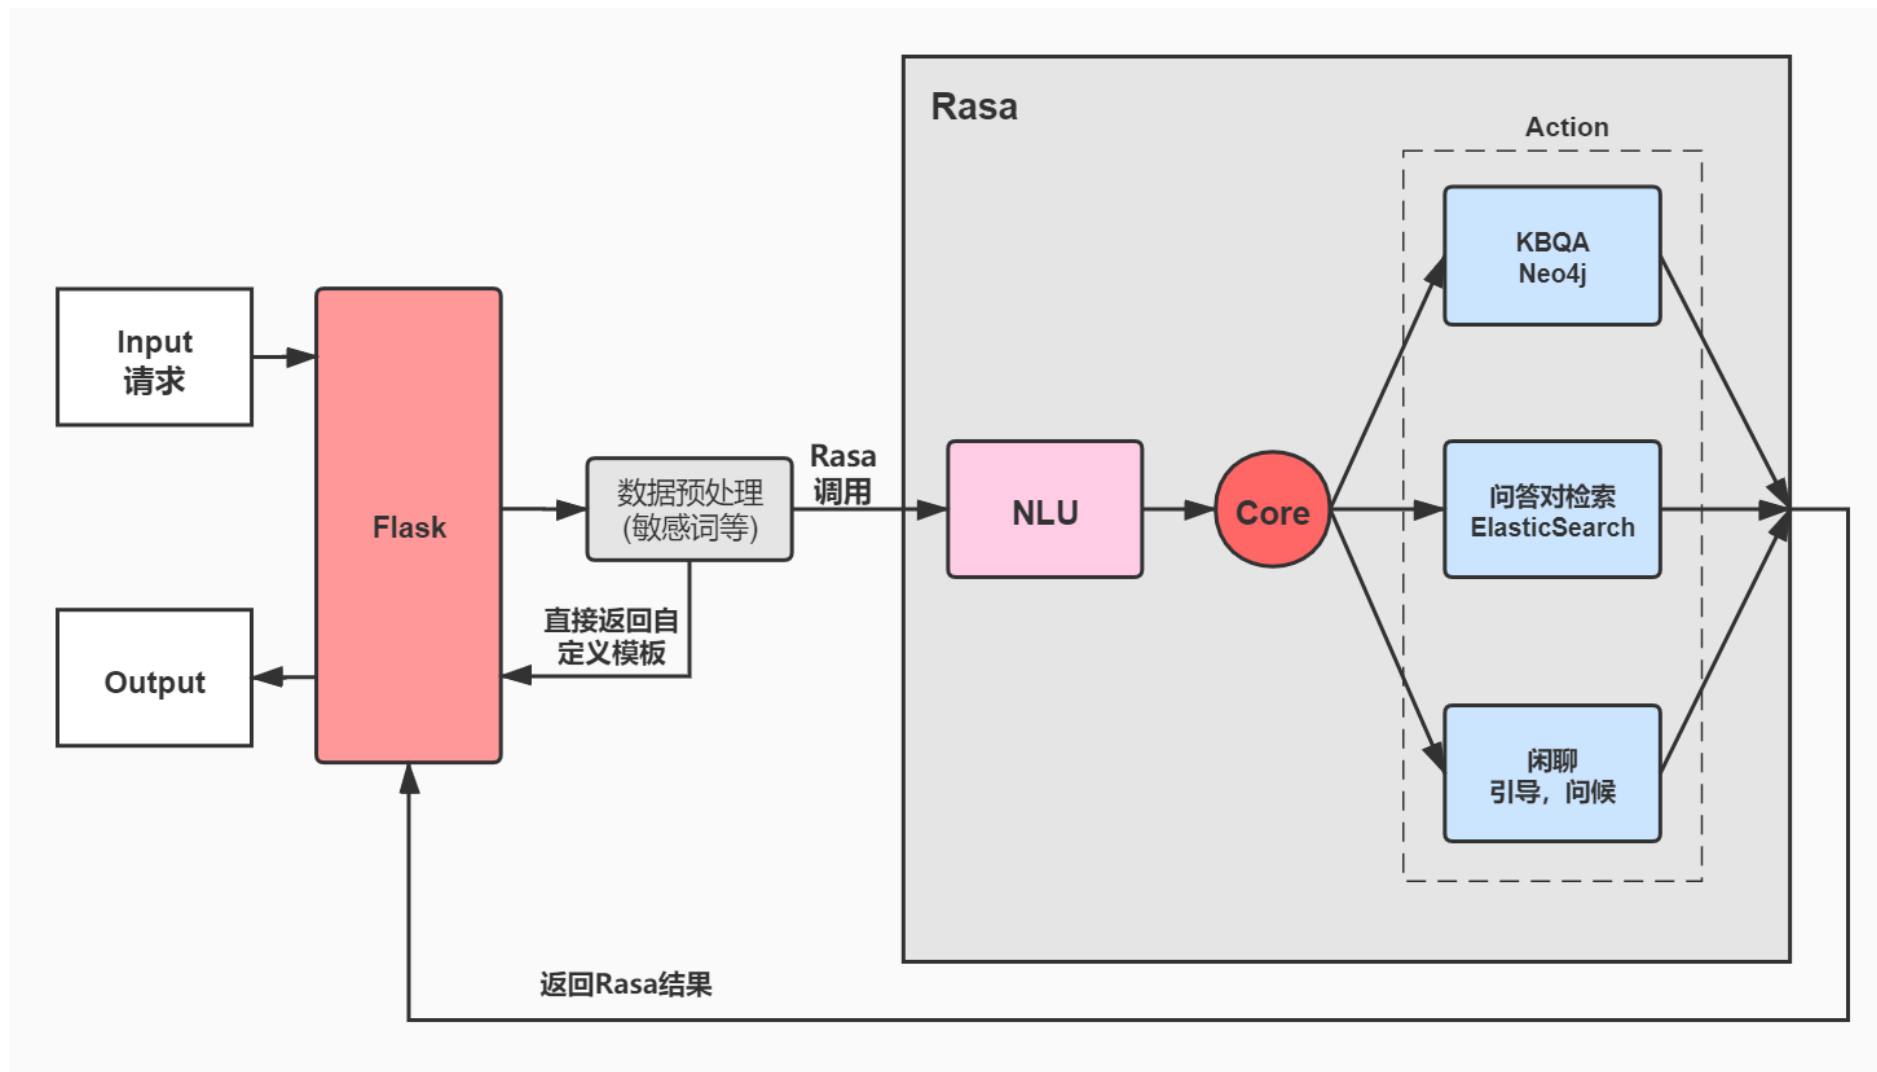 Rasa
Action
KBQA
Neo4j
Input
请求
Flask
数据预处理
(敏感词等)
Rasa
调用
NLU
Core
问答对检索
ElasticSearch
直接返回自
定义模板
Output
闲聊
引导，问候
返回Rasa结果